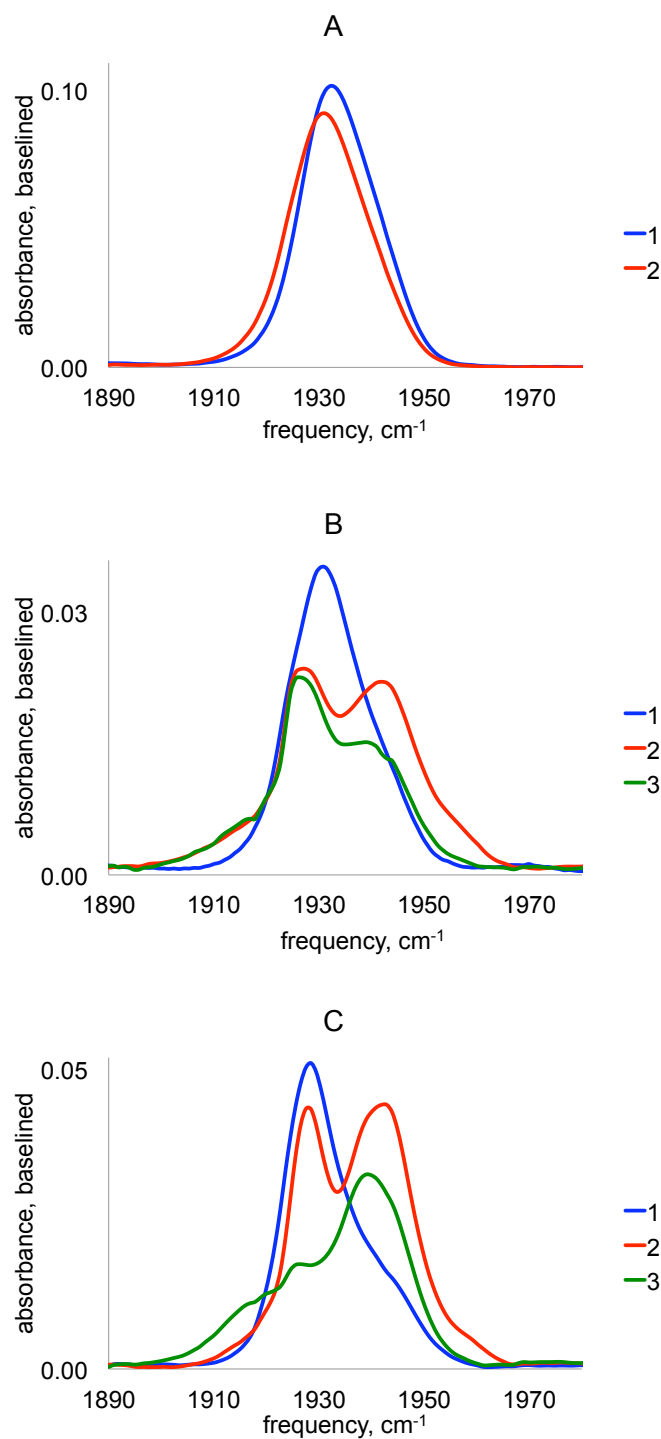 A
absorbance, baselined
0.10
0.00
1890 1910 1930 1950 1970
frequency, cm-1
1
2
B
absorbance, baselined
0.03
0.00
1890 1910 1930 1950 1970
frequency, cm-1
1
2
3
C
absorbance, baselined
0.05
0.00
1890 1910 1930 1950 1970
frequency, cm-1
1
2
3